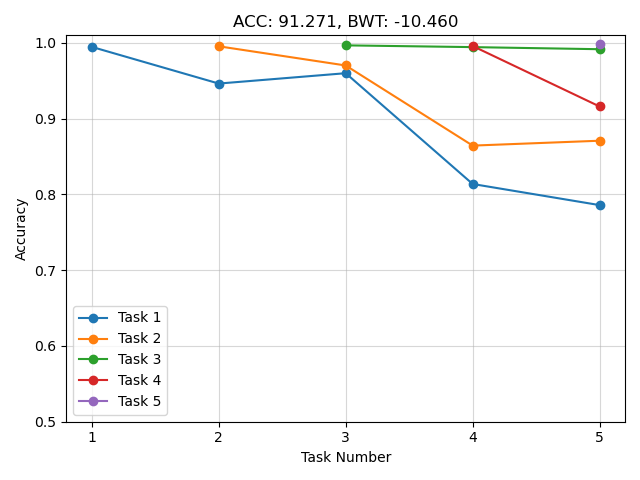 ACC: 91.271, BWT: -10.460
1.0
0.9
0.8
0.7
0.6
0.5
Accuracy
Task 1
Task 2
Task 3
Task 4
Task 5
1 2 3 4 5
Task Number